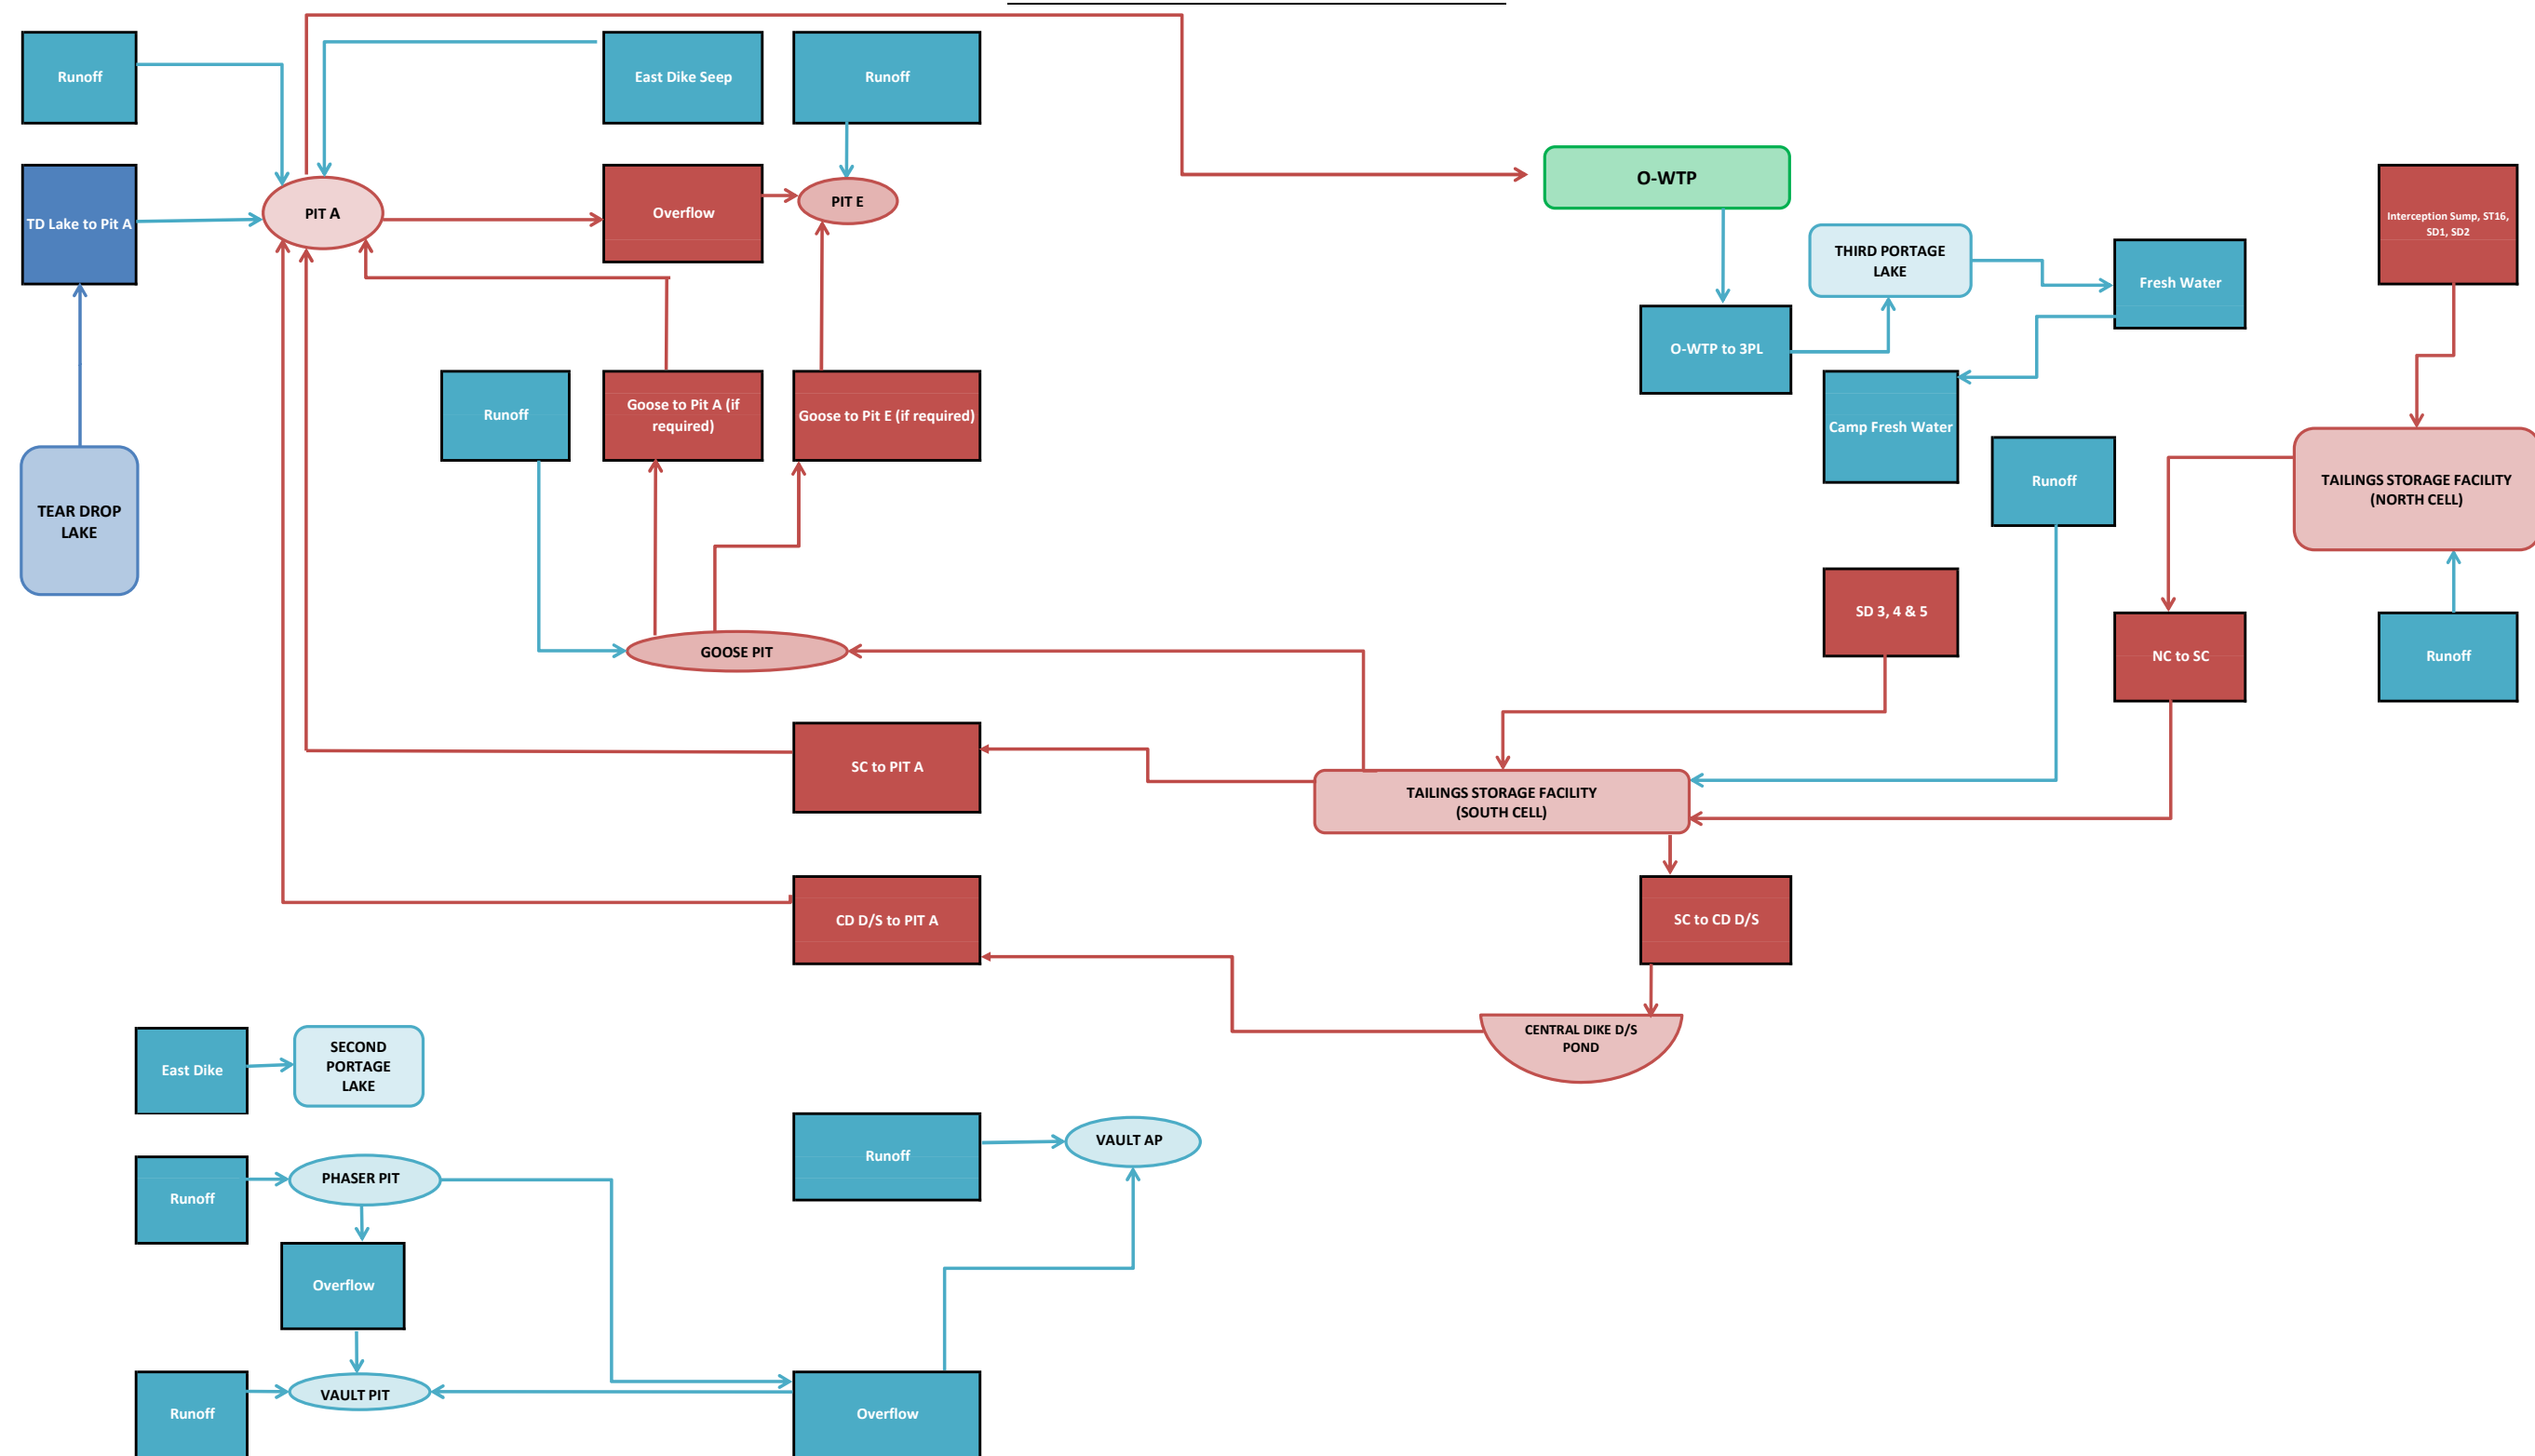 Runoff
East Dike Seep
Runoff
O-WTP
TD Lake to Pit A
PIT A
Overflow
PIT E
Interception Sump, ST16,
SD1, SD2
THIRD PORTAGE
LAKE
Fresh Water
O-WTP to 3PL
Runoff
Goose to Pit A (if
required)
Goose to Pit E (if required)
Camp Fresh Water
Runoff
TAILINGS STORAGE FACILITY
(NORTH CELL)
TEAR DROP
LAKE
SD 3, 4 & 5
GOOSE PIT
NC to SC
Runoff
SC to PIT A
TAILINGS STORAGE FACILITY
(SOUTH CELL)
CD D/S to PIT A
SC to CD D/S
CENTRAL DIKE D/S
POND
East Dike
SECOND
PORTAGE
LAKE
Runoff
VAULT AP
Runoff
PHASER PIT
Overflow
Runoff
VAULT PIT
Overflow